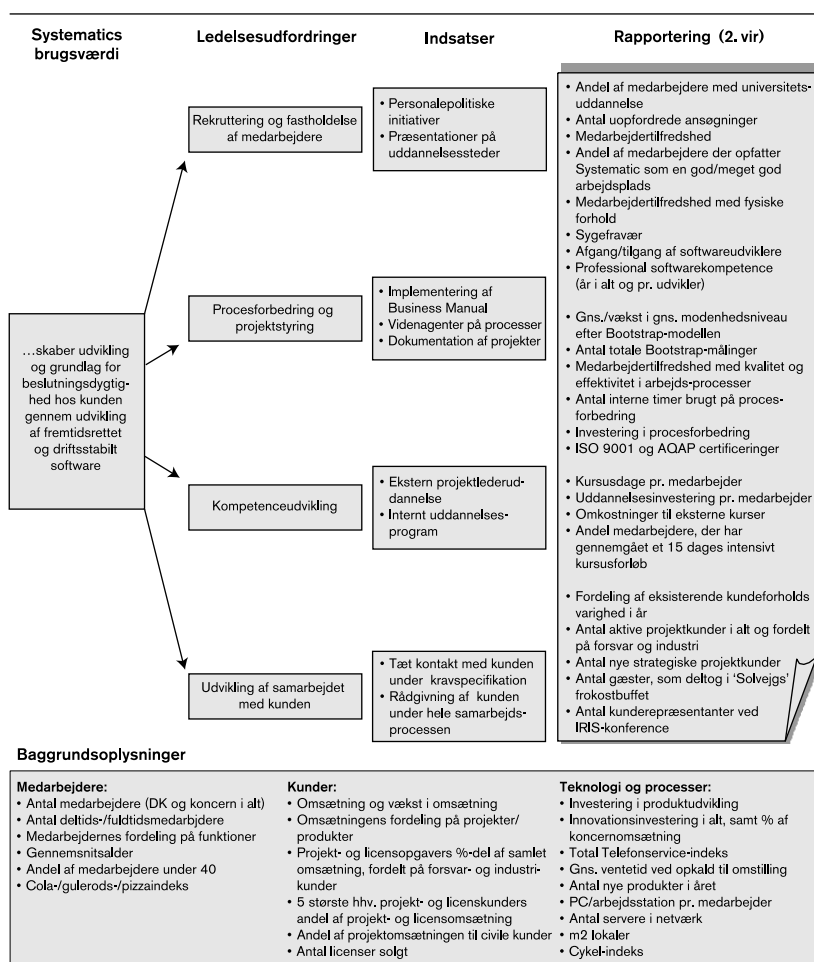 Systematics
brugsværdi
Ledelsesudfordringer
Indsatser
Rapportering (2. vir)
…skaber udvikling
og grundlag for
beslutningsdygtig-
hed hos kunden
gennem udvikling
af fremtidsrettet
og driftsstabilt
software
Rekruttering og fastholdelse
af medarbejdere
• Personalepolitiske
initiativer
• Præsentationer på
uddannelsessteder
• Andel af medarbejdere med universitets-
uddannelse
• Antal uopfordrede ansøgninger
• Medarbejdertilfredshed
• Andel af medarbejdere der opfatter
Systematic som en god/meget god
arbejdsplads
• Medarbejdertilfredshed med fysiske
forhold
• Sygefravær
• Afgang/tilgang af softwareudviklere
• Professional softwarekompetence
(år i alt og pr. udvikler)
Procesforbedring og
projektstyring
• Implementering af
Business Manual
• Videnagenter på processer
• Dokumentation af projekter
• Gns./vækst i gns. modenhedsniveau
efter Bootstrap-modellen
• Antal totale Bootstrap-målinger
• Medarbejdertilfredshed med kvalitet og
effektivitet i arbejds-processer
• Antal interne timer brugt på proces-
forbedring
• Investering i procesforbedring
• ISO 9001 og AQAP certificeringer
Kompetenceudvikling
• Ekstern projektlederud-
dannelse
• Internt uddannelses-
program
• Kursusdage pr. medarbejder
• Uddannelsesinvestering pr. medarbejder
• Omkostninger til eksterne kurser
• Andel medarbejdere, der har
gennemgået et 15 dages intensivt
kursusforløb
Udvikling af samarbejdet
med kunden
• Tæt kontakt med kunden
under kravspecifikation
• Rådgivning af kunden
under hele samarbejds-
processen
• Fordeling af eksisterende kundeforholds
varighed i år
• Antal aktive projektkunder i alt og fordelt
på forsvar og industri
• Antal nye strategiske projektkunder
• Antal gæster, som deltog i ‘Solvejgs’
frokostbuffet
• Antal kunderepræsentanter ved
IRIS-konference
Baggrundsoplysninger
Medarbejdere:
• Antal medarbejdere (DK og koncern i alt)
• Antal deltids-/fuldtidsmedarbjdere
• Medarbejdernes fordeling på funktioner
• Gennemsnitsalder
• Andel af medarbejdere under 40
• Cola-/gulerods-/pizzaindeks
Kunder:
• Omsætning og vækst i omsætning
• Omsætningens fordeling på projekter/
produkter
• Projekt- og licensopgavers %-del af samlet
omsætning, fordelt på forsvar- og industri-
kunder
• 5 største hhv. projekt- og licenskunders
andel af projekt- og licensomsætning
• Andel af projektomsætningen til civile kunder
• Antal licenser solgt
Teknologi og processer:
• Investering i produktudvikling
• Innovationsinvestering i alt, samt % af
koncernomsætning
• Total Telefonservice-indeks
• Gns. ventetid ved opkald til omstilling
• Antal nye produkter i året
• PC/arbejdsstation pr. medarbejder
• Antal servere i netværk
• m2 lokaler
• Cykel-indeks